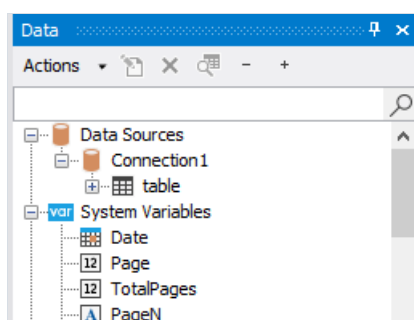 Data
Actions
Data Sources
Connection1
table
var System Variables
Date
12 Page
12 TotalPages
A PageN